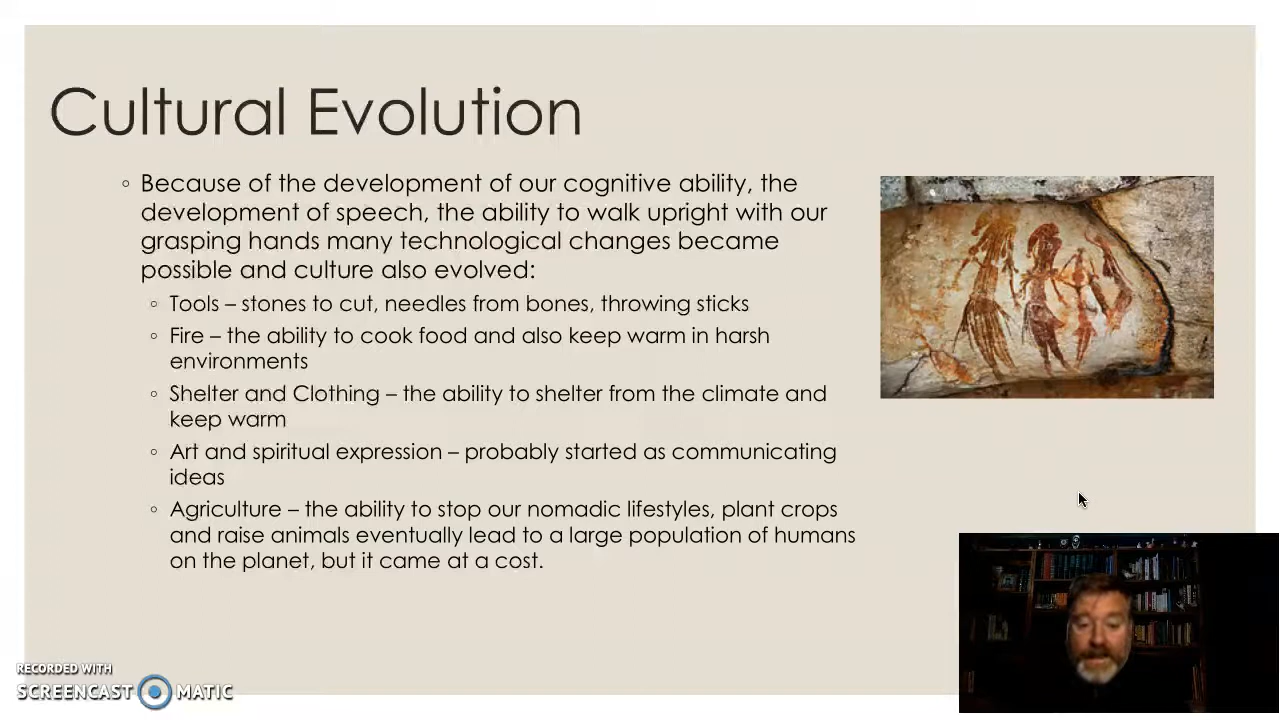 Cultural Evolution
Because of the development of our cognitive ability, the
development of speech, the ability to walk upright with our
grasping hands many technological changes became
possible and culture also evolved:
Tools – stones to cut, needles from bones, throwing sticks
Fire – the ability to cook food and also keep warm in harsh
environments
Shelter and Clothing – the ability to shelter from the climate and
keep warm
Art and spiritual expression – probably started as communicating
ideas
Agriculture – the ability to stop our nomadic lifestyles, plant crops
and raise animals eventually lead to a large population of humans
on the planet, but it came at a cost.
RECORDED WITH
SCREENCAST MATIC